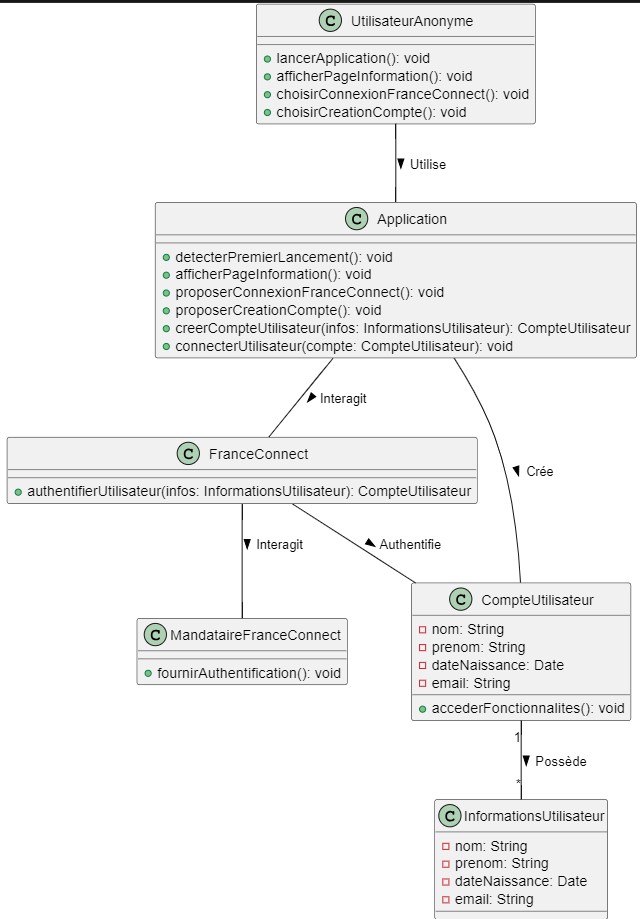 C UtilisateurAnonyme
lancerApplication(): void
afficherPageInformation(): void
choisirConnexionFranceConnect(): void
choisirCreationCompte(): void
Utilise
C Application
detecterPremierLancement(): void
afficherPageInformation(): void
proposerConnexionFranceConnect(): void
proposerCreationCompte(): void
creerCompteUtilisateur(infos: InformationsUtilisateur): CompteUtilisateur
connecterUtilisateur(compte: CompteUtilisateur): void
Interagit
C FranceConnect
authentifierUtilisateur(infos: InformationsUtilisateur): CompteUtilisateur
Crée
Interagit
Authentifie
C MandataireFranceConnect
fournirAuthentification(): void
C CompteUtilisateur
nom: String
prenom: String
dateNaissance: Date
email: String
accederFonctionnalites(): void
1
Possède
*
C InformationsUtilisateur
nom: String
prenom: String
dateNaissance: Date
email: String